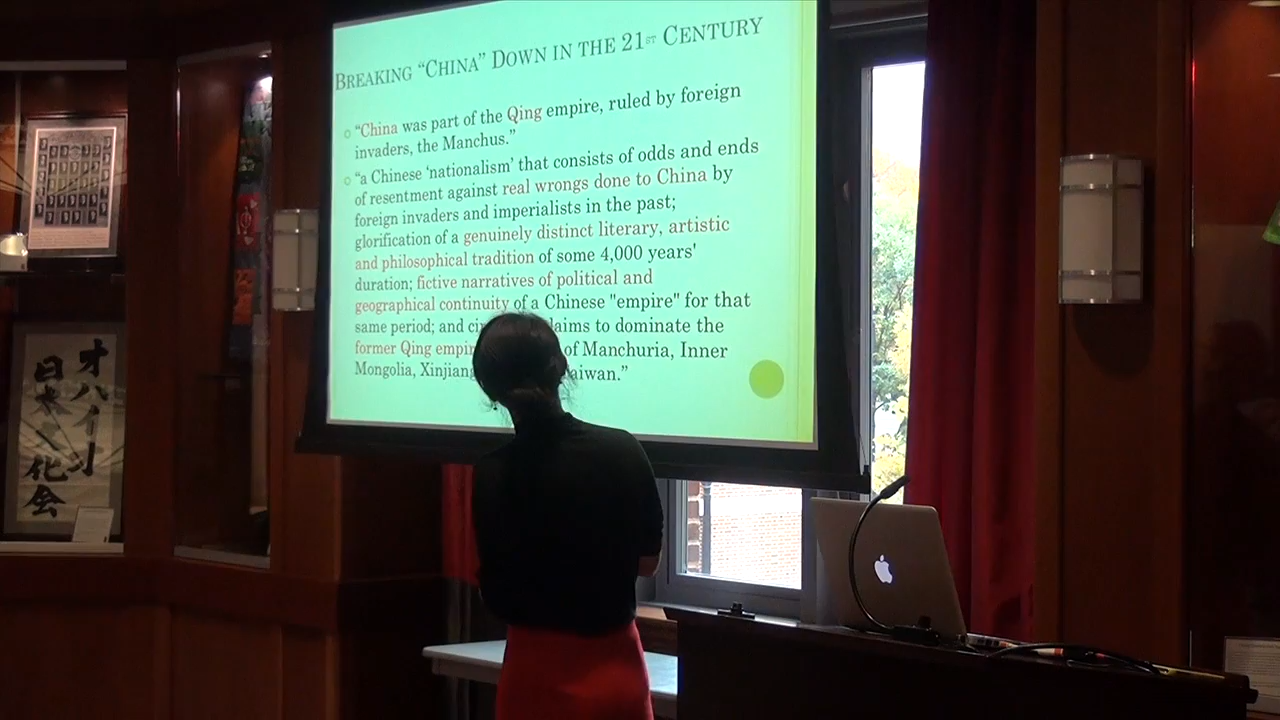 BREAKING “CHINA” DOWN IN THE 21ST CENTURY
“China was part of the Qing empire, ruled by foreign
invaders, the Manchus.”
“a Chinese ‘nationalism’ that consists of odds and ends
of resentment against real wrongs done to China by
foreign invaders and imperialists in the past;
glorification of a genuinely distinct literary, artistic
and philosophical tradition of some 4,000 years'
duration; fictive narratives of political and
geographical continuity of a Chinese "empire" for that
same period; and laims to dominate the
former Qing of Manchuria, Inner
Mongolia, Xinjiang aiwan.”
オハイオ
日本文化会